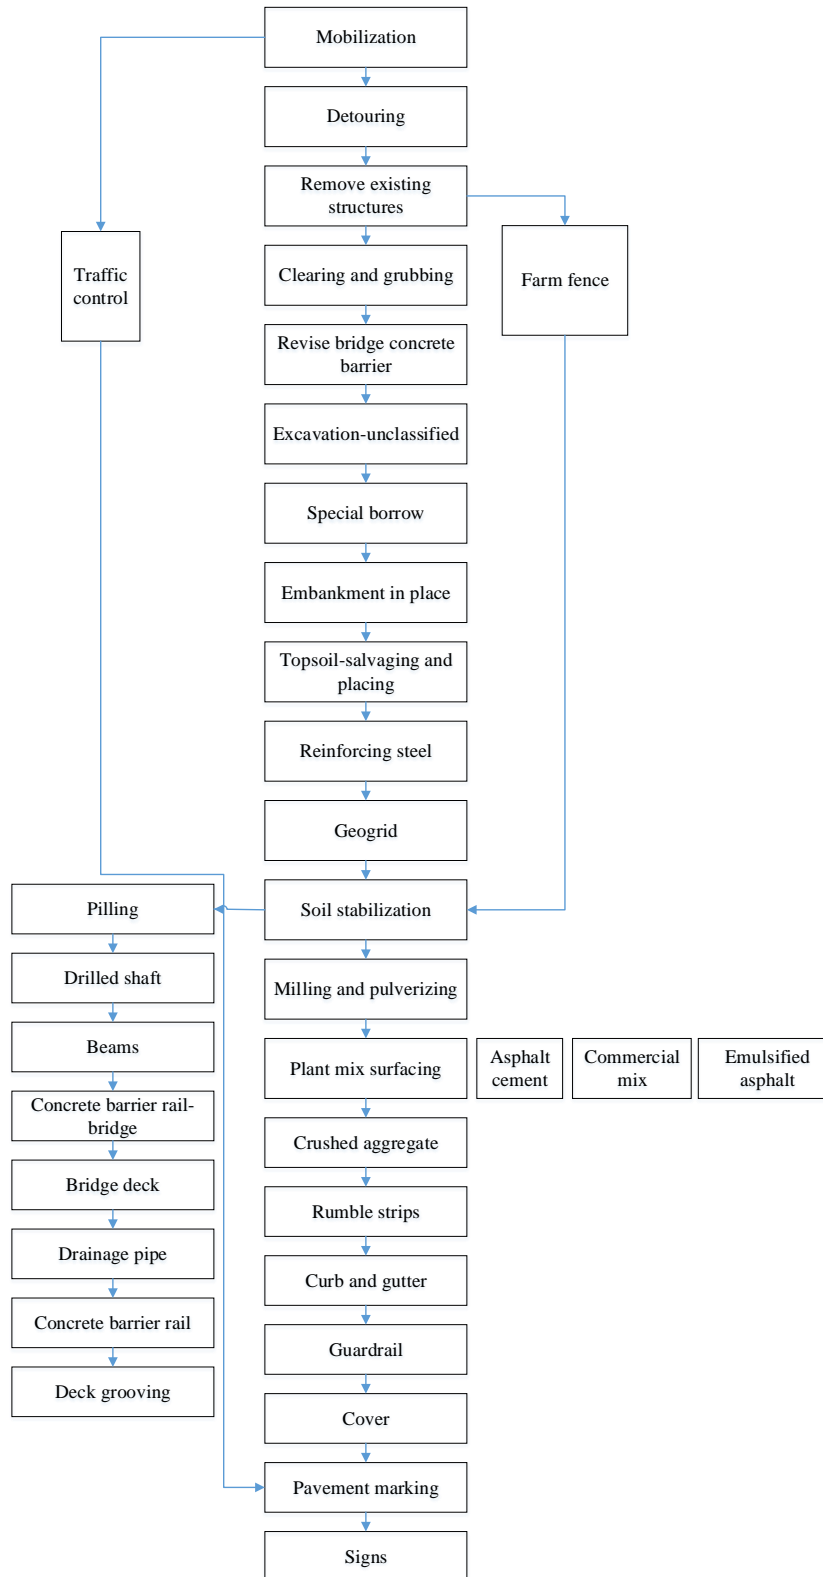 Mobilization
Detouring
Remove existing
structures
Traffic
control
Farm fence
Clearing and grubbing
Revise bridge concrete
barrier
Excavation-unclassified
Special borrow
Embankment in place
Topsoil-salvaging and
placing
Reinforcing steel
Geogrid
Soil stabilization
Pilling
Drilled shaft
Beams
Concrete barrier rail-
bridge
Bridge deck
Drainage pipe
Concrete barrier rail
Deck grooving
Milling and pulverizing
Plant mix surfacing
Asphalt
cement
Commercial
mix
Emulsified
asphalt
Crushed aggregate
Rumble strips
Curb and gutter
Guardrail
Cover
Pavement marking
Signs